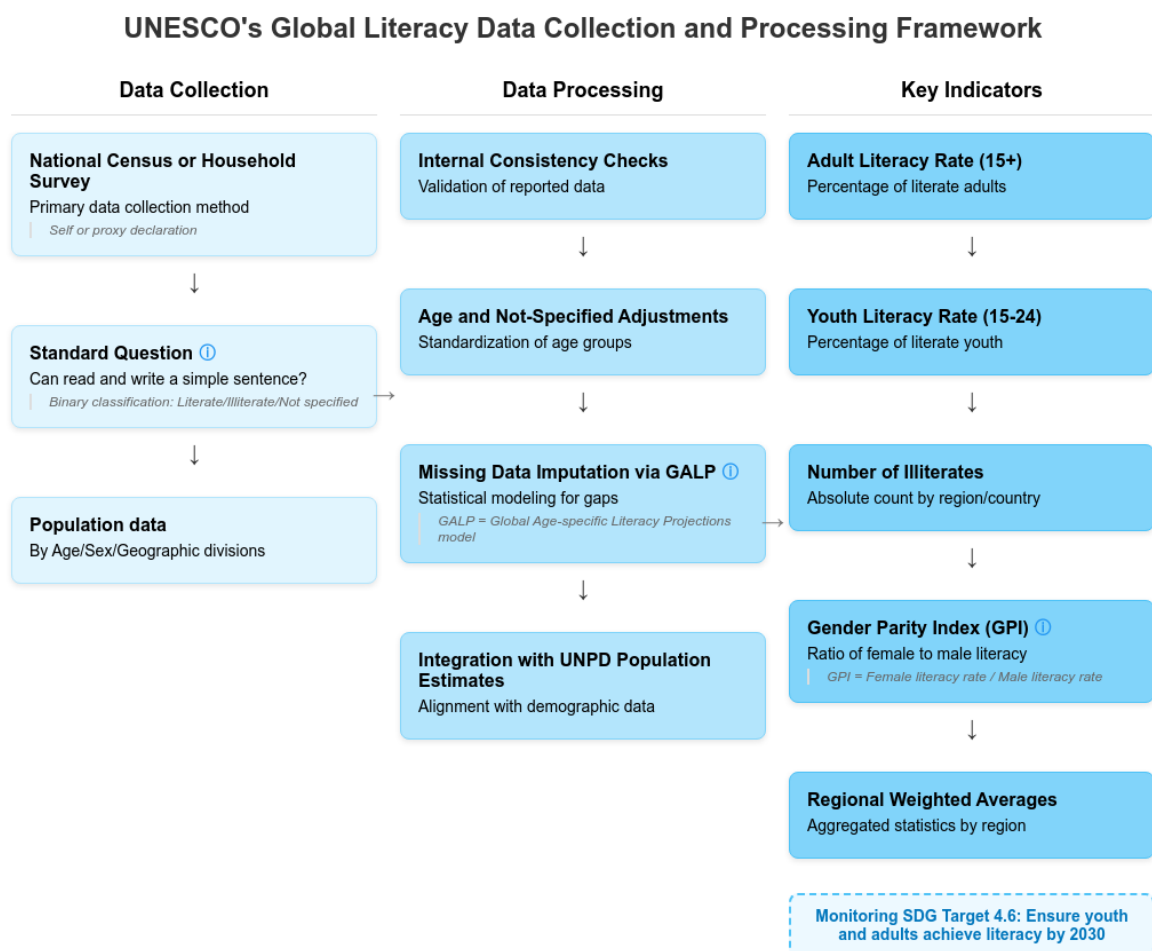 UNESCO's Global Literacy Data Collection and Processing Framework
Data Collection
National Census or Household
Survey
Primary data collection method
Self or proxy declaration
↓
Standard Question ⓘ
Can read and write a simple sentence?
Binary classification: Literate/Illiterate/Not specified
↓
Population data
By Age/Sex/Geographic divisions
→
Data Processing
Internal Consistency Checks
Validation of reported data
↓
Age and Not-Specified Adjustments
Standardization of age groups
↓
Missing Data Imputation via GALP ⓘ
Statistical modeling for gaps
GALP = Global Age-specific Literacy Projections
model
↓
Integration with UNPD Population
Estimates
Alignment with demographic data
→
Key Indicators
Adult Literacy Rate (15+)
Percentage of literate adults
↓
Youth Literacy Rate (15-24)
Percentage of literate youth
↓
Number of Illiterates
Absolute count by region/country
↓
Gender Parity Index (GPI) ⓘ
Ratio of female to male literacy
GPI = Female literacy rate / Male literacy rate
↓
Regional Weighted Averages
Aggregated statistics by region
Monitoring SDG Target 4.6: Ensure youth
and adults achieve literacy by 2030